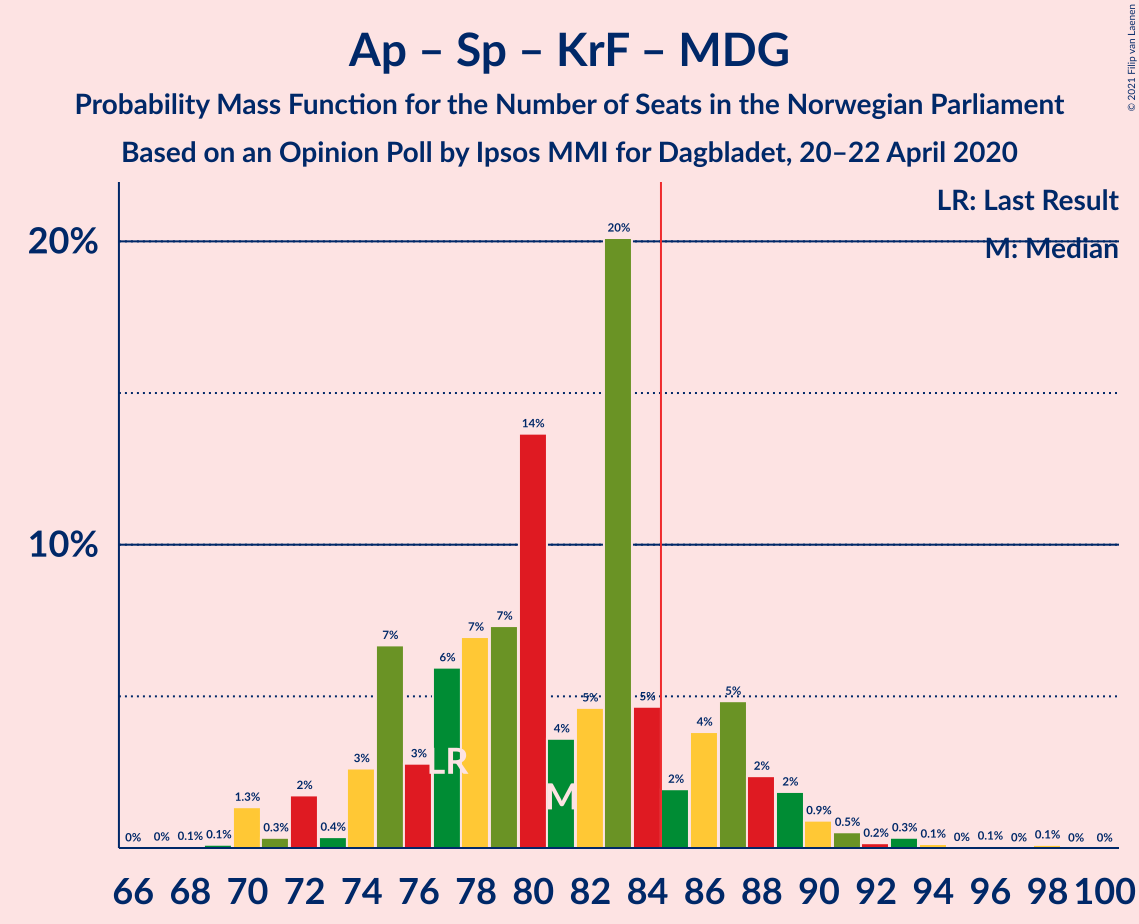 Ap – Sp – KrF – MDG
Probability Mass Function for the Number of Seats in the Norwegian Parliament
Based on an Opinion Poll by Ipsos MMI for Dagbladet, 20–22 April 2020
© 2021 Filip van Laenen
LR: Last Result
M: Median
20%
10%
0% 0% 0.1% 0.1% 1.3% 0.3% 2% 0.4% 3% 7% 3% 6% 7% 7% 14% 4% 5% 20% 5% 2% 4% 5% 2% 2% 0.9% 0.5% 0.2% 0.3% 0.1% 0% 0.1% 0% 0.1% 0% 0%
LR
M
66 68 70 72 74 76 78 80 82 84 86 88 90 92 94 96 98 100